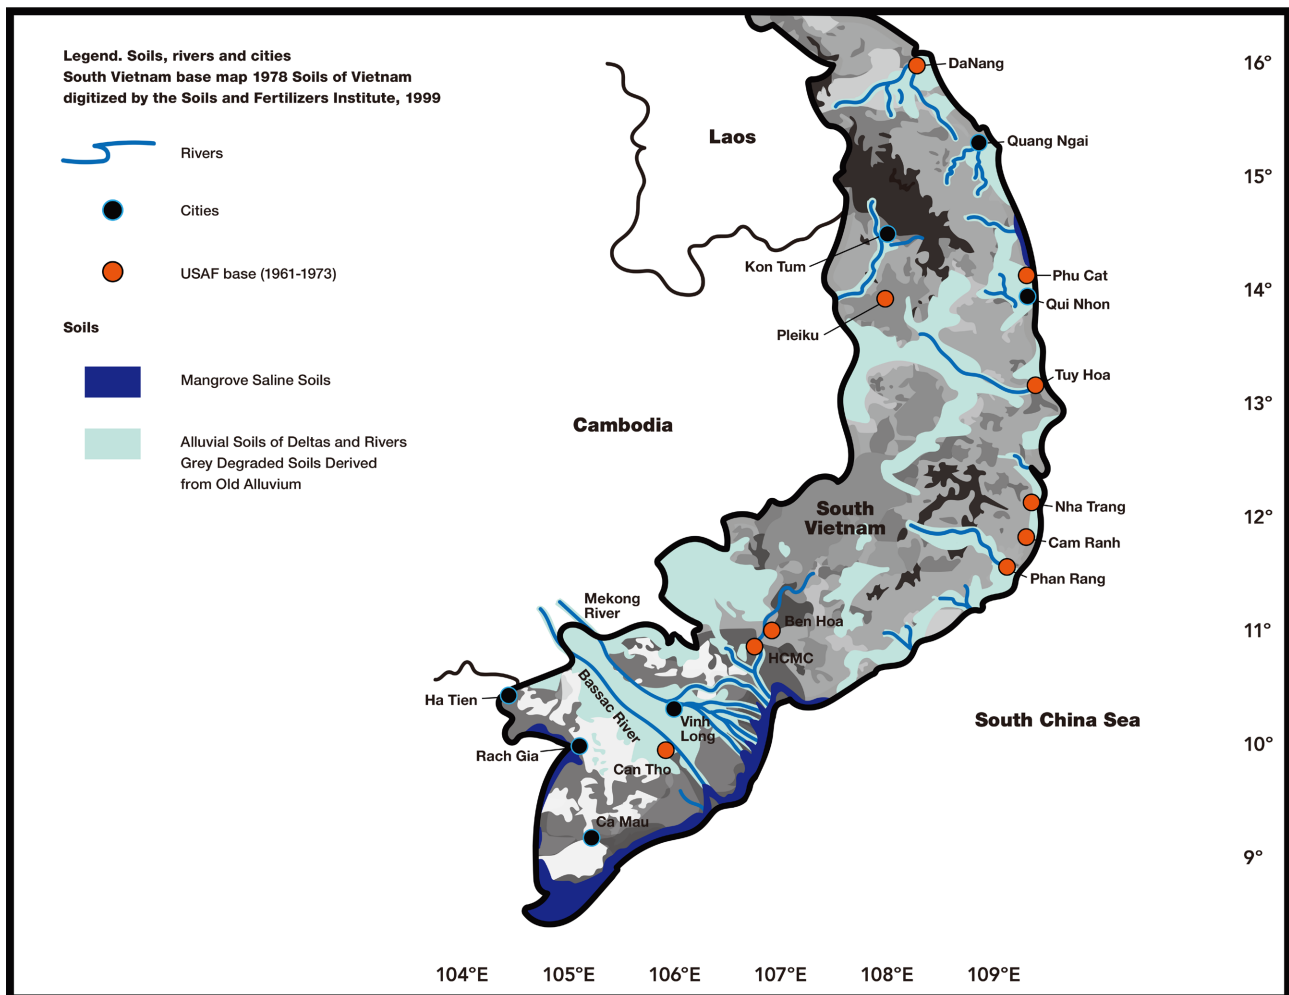 Legend. Soils, rivers and cities
South Vietnam base map 1978 Soils of Vietnam
digitized by the Soils and Fertilizers Institute, 1999
Rivers
Cities
USAF base (1961-1973)
Soils
Mangrove Saline Soils
Alluvial Soils of Deltas and Rivers
Grey Degraded Soils Derived
from Old Alluvium
DaNang
16°
Laos
Quang Ngai
15°
Kon Tum
Phu Cat
14°
Qui Nhon
Pleiku
Tuy Hoa
13°
Cambodia
South
Vietnam
Nha Trang
12°
Cam Ranh
Phan Rang
Mekong
River
Ben Hoa
11°
HCMC
Bassac River
Ha Tien
Vinh
Long
South China Sea
Rach Gia
10°
Can Tho
Ca Mau
9°
104°E
105°E
106°E
107°E
108°E
109°E